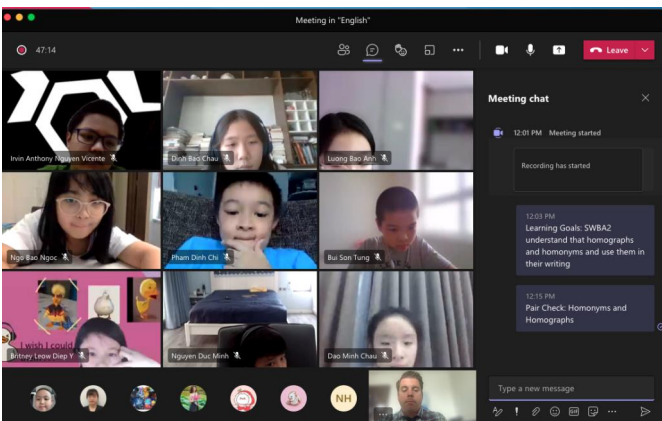 Meeting in "English"
47:14
Leave
Irvin Anthony Nguyen Vicente
Dinh Bao Chau
Luong Bao Anh
Ngo Bao Ngoc
Pham Dinh Chi
Bui Son Tung
I wish I could
Britney Leow Diep Y
Nguyen Duc Minh
Dao Minh Chau
NH
Meeting chat
12:01 PM Meeting started
Recording has started
12:03 PM
Learning Goals: SWBA2
understand that homographs
and homonyms and use them in
their writing
12:15 PM
Pair Check: Homonyms and
Homographs
Type a new message
GIF